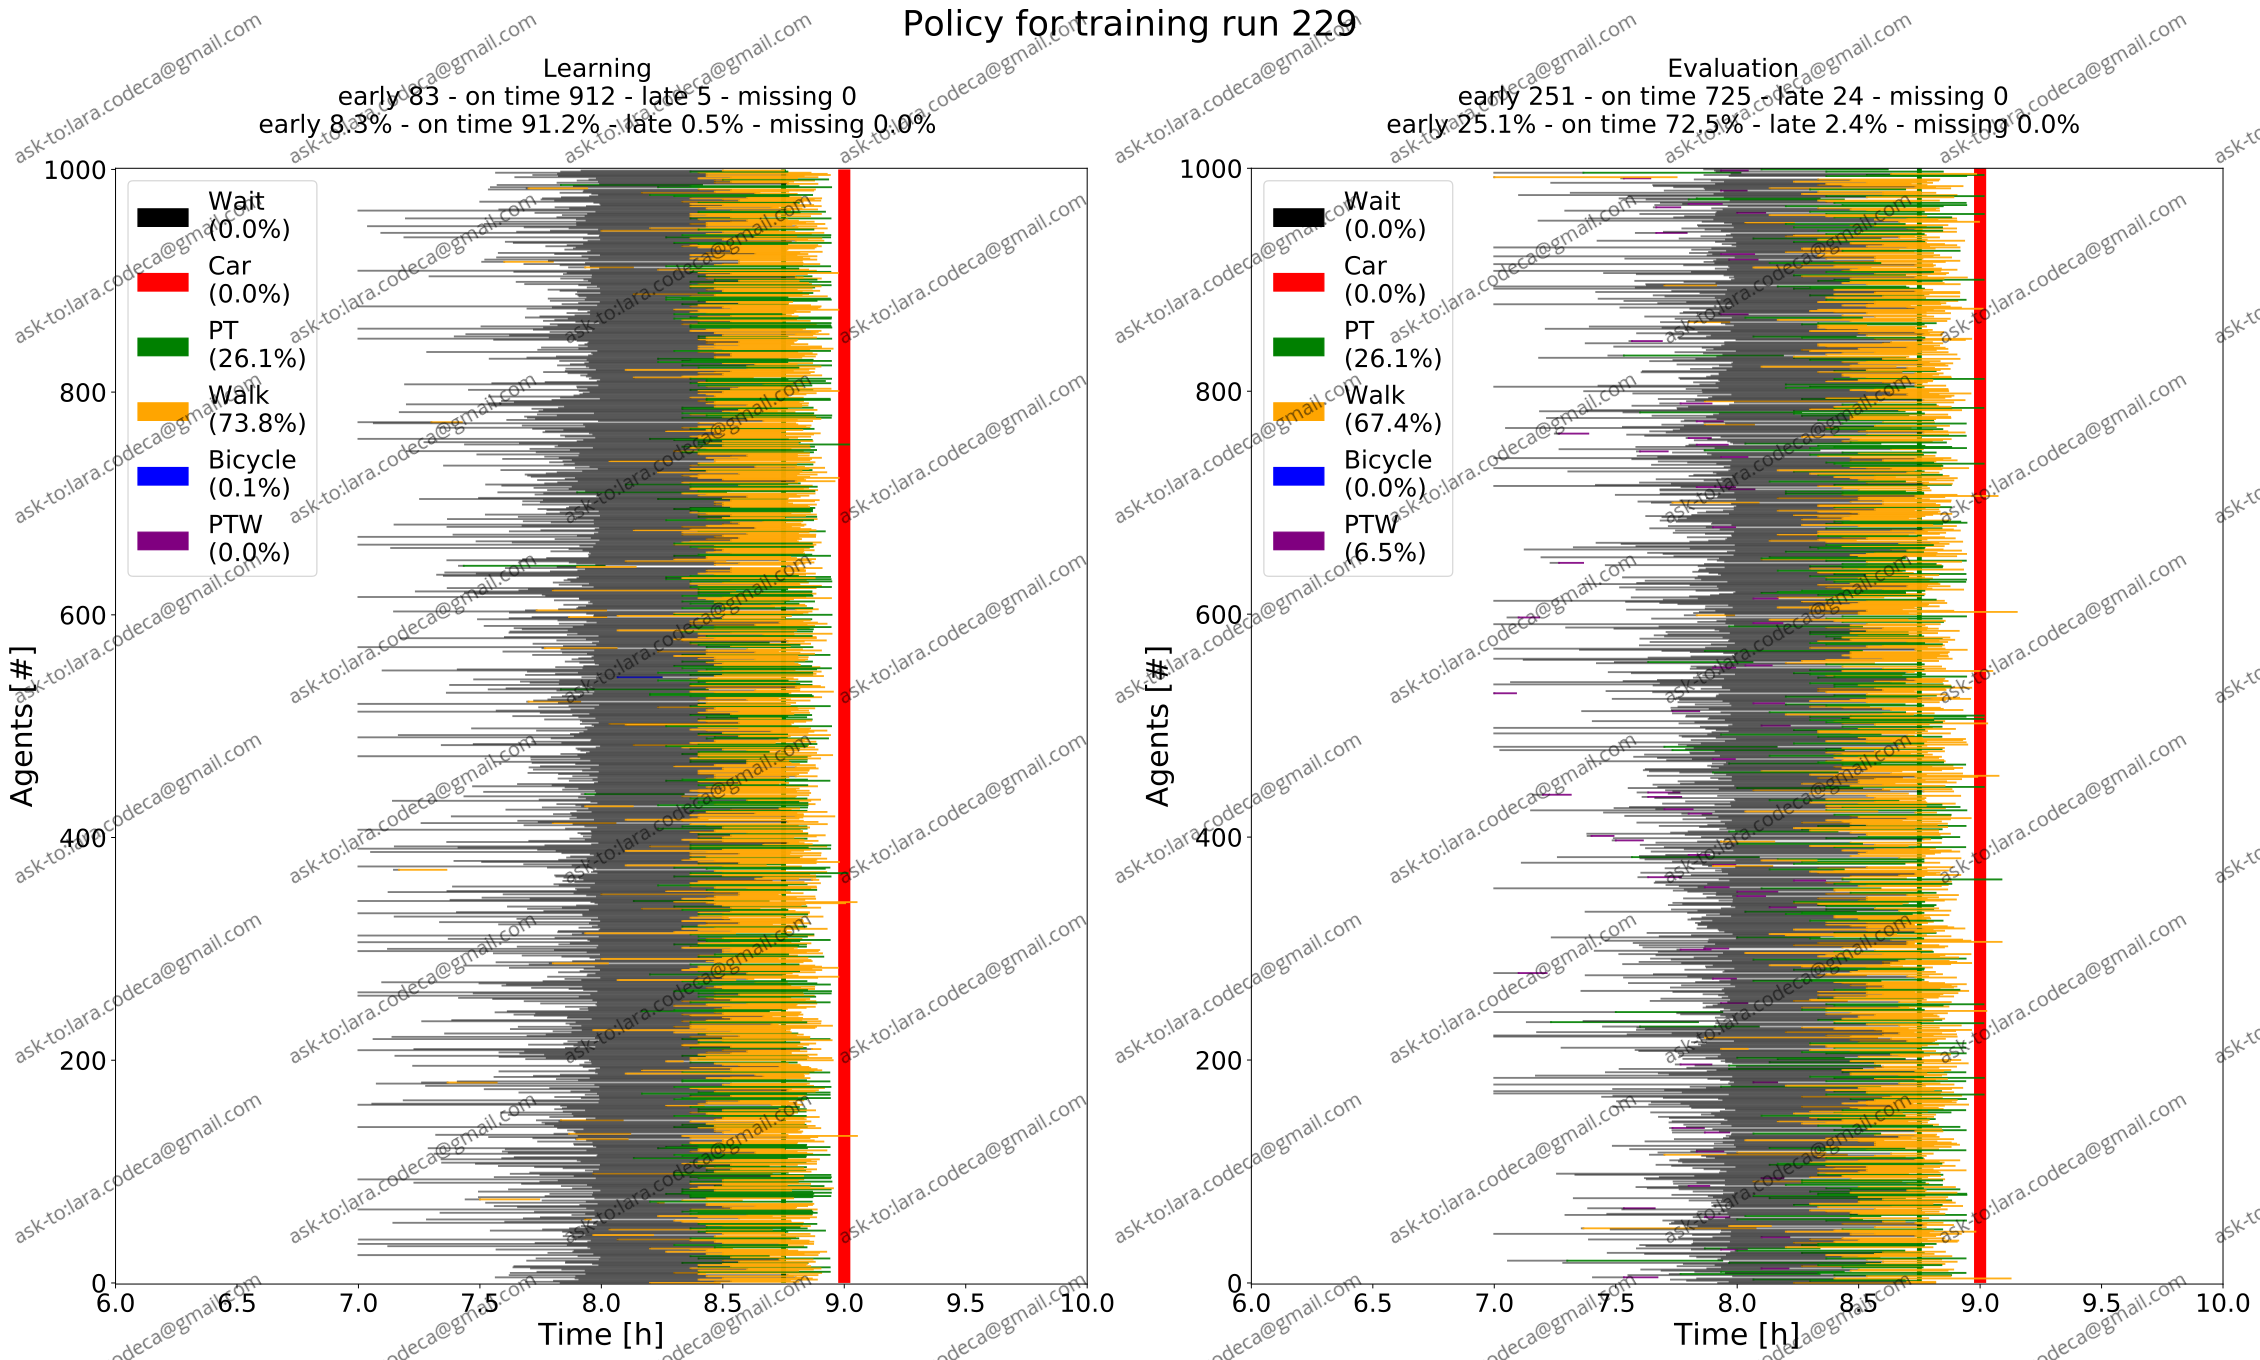 Policy for training run 229
Learning
early 83 - on time 912 - late 5 - missing 0
early 8.3% - on time 91.2% - late 0.5% - missing 0.0%
Evaluation
early 251 - on time 725 - late 24 - missing 0
early 25.1% - on time 72.5% - late 2.4% - missing 0.0%
Agents [#]
1000
800
600
400
200
0
Wait
(0.0%)
Car
(0.0%)
PT
(26.1%)
Walk
(73.8%)
Bicycle
(0.1%)
PTW
(0.0%)
6.0 6.5 7.0 7.5 8.0 8.5 9.0 9.5 10.0
Time [h]
Agents [#]
1000
800
600
400
200
0
Wait
(0.0%)
Car
(0.0%)
PT
(26.1%)
Walk
(67.4%)
Bicycle
(0.0%)
PTW
(6.5%)
6.0 6.5 7.0 7.5 8.0 8.5 9.0 9.5 10.0
Time [h]
ask-to:lara.codeca@gmail.com